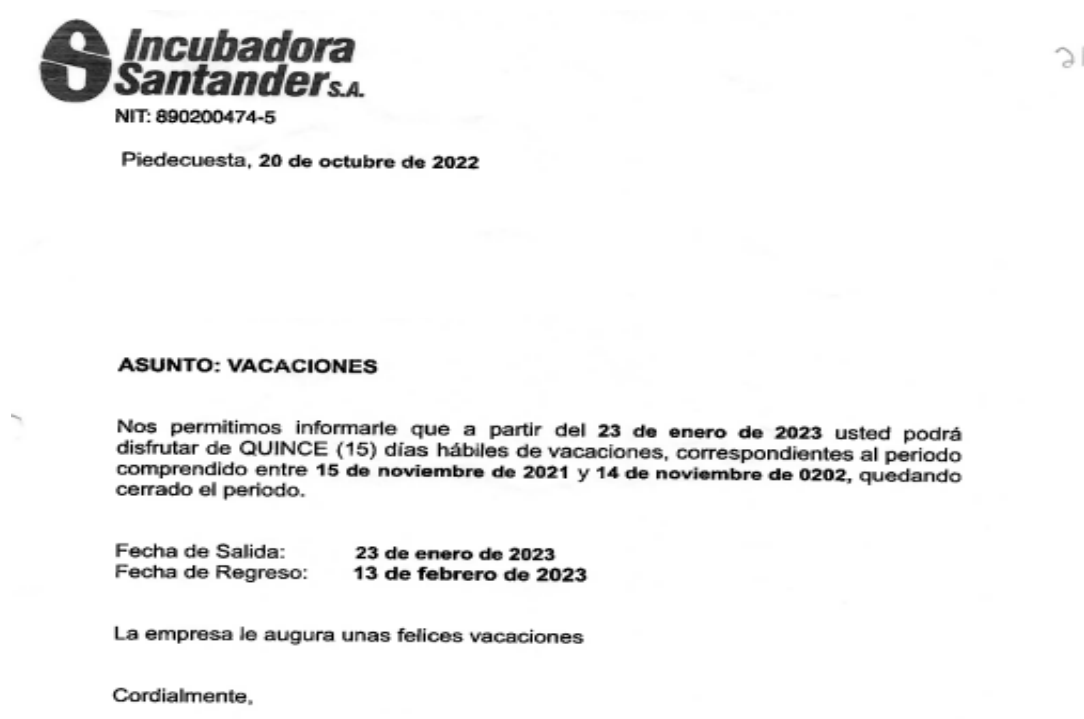 Incubadora
Santander S.A.
NIT: 890200474-5
Piedecuesta, 20 de octubre de 2022
ASUNTO: VACACIONES
Nos permitimos informarle que a partir del 23 de enero de 2023 usted podrá
disfrutar de QUINCE (15) días hábiles de vacaciones, correspondientes al periodo
comprendido entre 15 de noviembre de 2021 y 14 de noviembre de 0202, quedando
cerrado el periodo.
Fecha de Salida: 23 de enero de 2023
Fecha de Regreso: 13 de febrero de 2023
La empresa le augura unas felices vacaciones
Cordialmente,